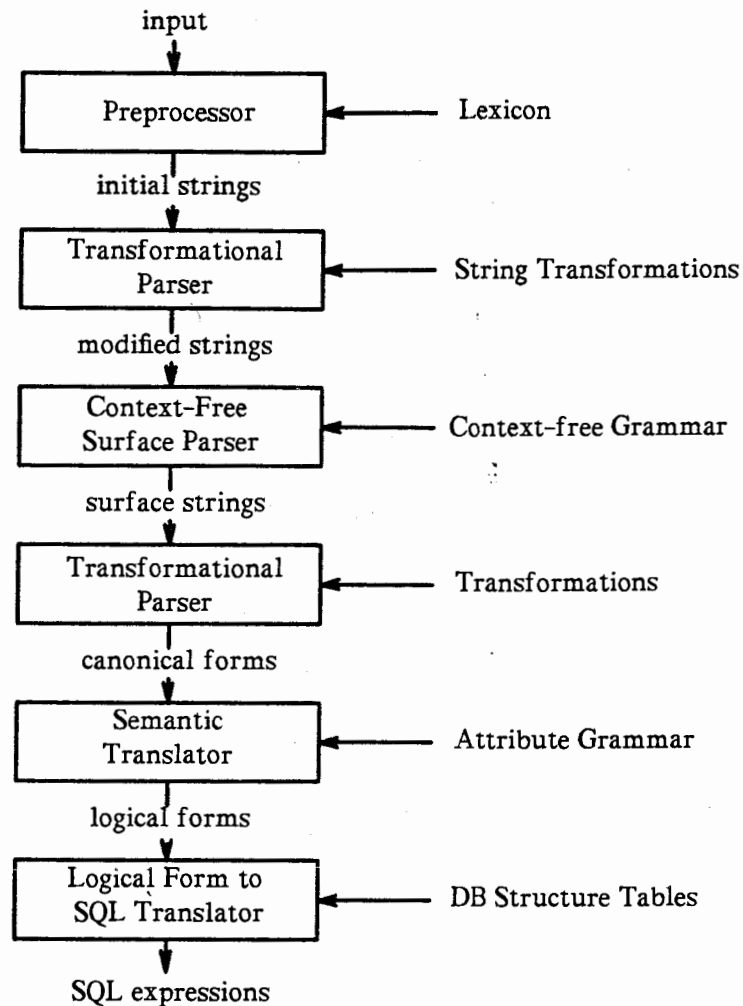 input
Preprocessor
Lexicon
initial strings
Transformational
Parser
String Transformations
modified strings
Context-Free
Surface Parser
Context-free Grammar
surface strings
Transformational
Parser
Transformations
canonical forms
Semantic
Translator
Attribute Grammar
logical forms
Logical Form to
SQL Translator
DB Structure Tables
SQL expressions